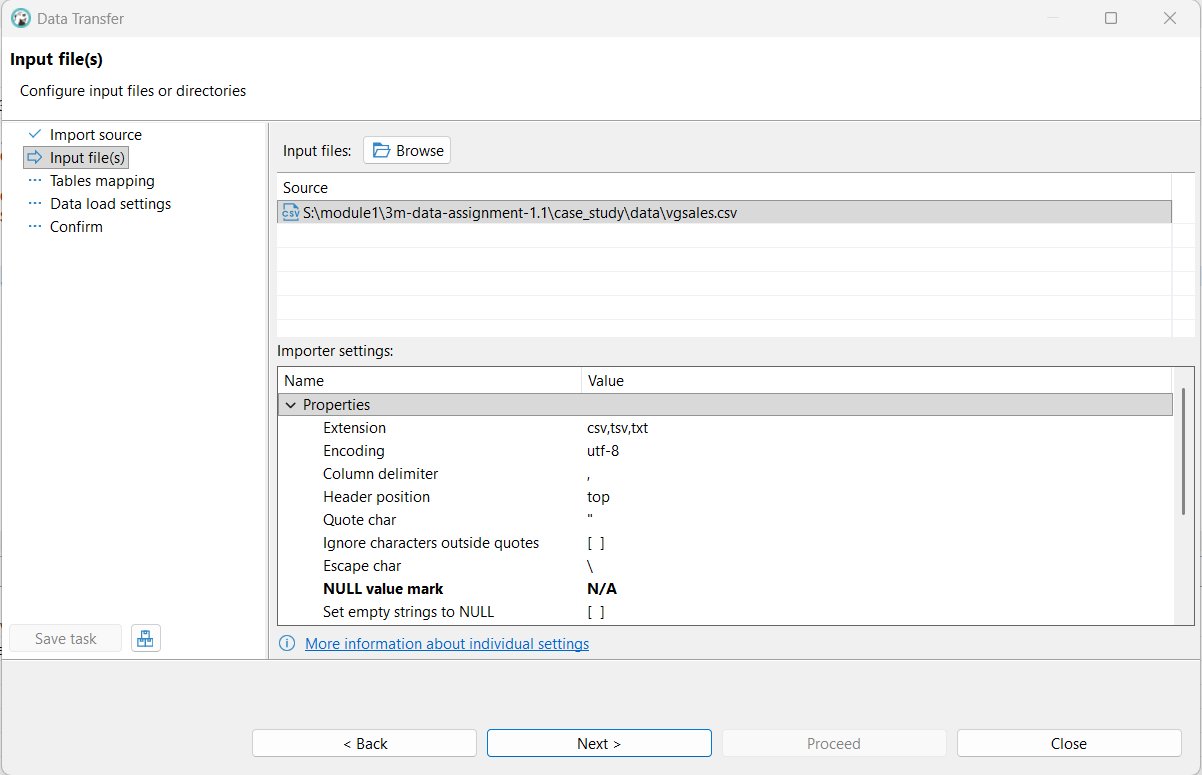 Data Transfer
Input file(s)
Configure input files or directories
Import source
Input file(s)
Tables mapping
Data load settings
Confirm
Input files: Browse
Source
CSV S:\module1\3m-data-assignment-1.1\case_study\data\vgsales.csv
Importer settings:
Name Value
Properties
Extension csv,tsv,txt
Encoding utf-8
Column delimiter ,
Header position top
Quote char "
Ignore characters outside quotes [ ]
Escape char \
NULL value mark N/A
Set empty strings to NULL [ ]
Save task
More information about individual settings
< Back Next > Proceed Close